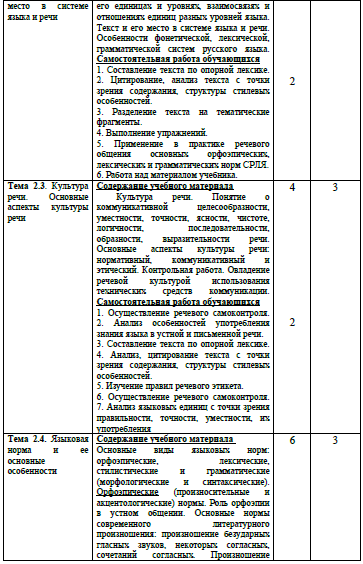 место в системе языка и речи
его единицах и уровнях, взаимосвязях и
отношениях единиц разных уровней языка.
Текст и его место в системе языка и речи.
Особенности фонетической, лексической,
грамматической систем русского языка.
Самостоятельная работа обучающихся
1. Составление текста по опорной лексике.
2. Цитирование, анализ текста с точки
зрения содержания, структуры стилевых
особенностей.
3. Разделение текста на тематические
фрагменты.
4. Выполнение упражнений.
5. Применение в практике речевого
общения основных орфоэпических,
лексических и грамматических норм СРЛЯ.
6. Работа над материалом учебника.
2
Тема 2.3. Культура
речи. Основные
аспекты культуры
речи
Содержание учебного материала
Культура речи. Понятие о
коммуникативной целесообразности,
уместности, точности, ясности, чистоте,
логичности, последовательности,
образности, выразительности речи.
Основные аспекты культуры речи:
нормативный, коммуникативный и
этический. Контрольная работа. Овладение
речевой культурой использования
технических средств коммуникации.
Самостоятельная работа обучающихся
1. Осуществление речевого самоконтроля.
2. Анализ особенностей употребления
знания языка в устной и письменной речи.
3. Составление текста по опорной лексике.
4. Анализ, цитирование текста с точки
зрения содержания, структуры стилевых
особенностей.
5. Изучение правил речевого этикета.
6. Осуществление речевого самоконтроля.
7. Анализ языковых единиц с точки зрения
правильности, точности, уместности, их
употребления
4
2
3
Тема 2.4. Языковая
норма и ее
основные
особенности
Содержание учебного материала
Основные виды языковых норм:
орфоэпические, лексические,
стилистические и грамматические
(морфологические и синтаксические).
Орфоэпические (произносительные и
акцентологические) нормы. Роль орфоэпии
в устном общении. Основные нормы
современного литературного
произношения: произношение безударных
гласных звуков, некоторых согласных,
сочетаний согласных. Произношение
6
3